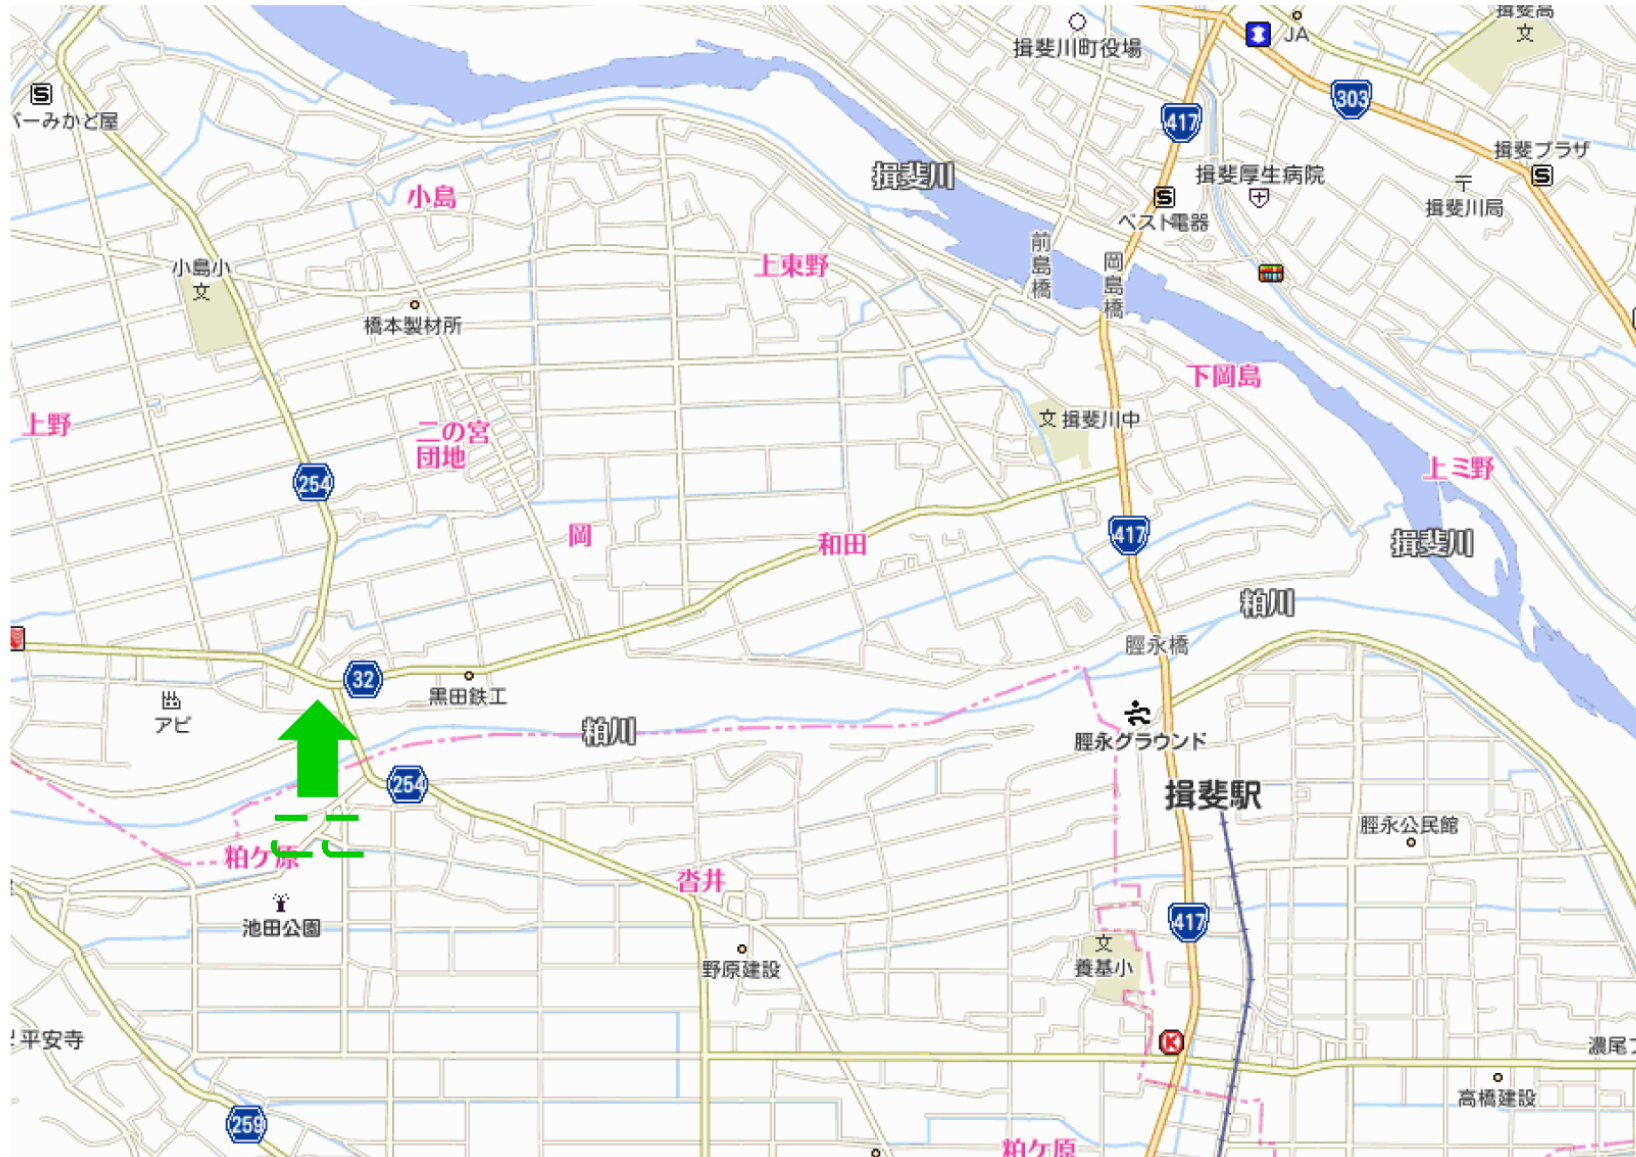 揖斐高
JA
揖斐川町役場
303
417
バーみかど屋
揖斐プラザ
揖斐川
揖斐厚生病院
小島
揖斐川局
ベスト電器
前島橋
岡島橋
上東野
小島小
文
橋本製材所
下岡島
上野
二の宮
団地
文
揖斐川中
上ミ野
254
岡
和田
417
揖斐川
粕川
脛永橋
32
黒田鉄工
アピ
粕川
脛永グラウンド
254
揖斐駅
脛永公民館
粕ケ原
沓井
池田公園
417
文
養基小
野原建設
平安寺
K
濃尾
高橋建設
259
粕ケ原